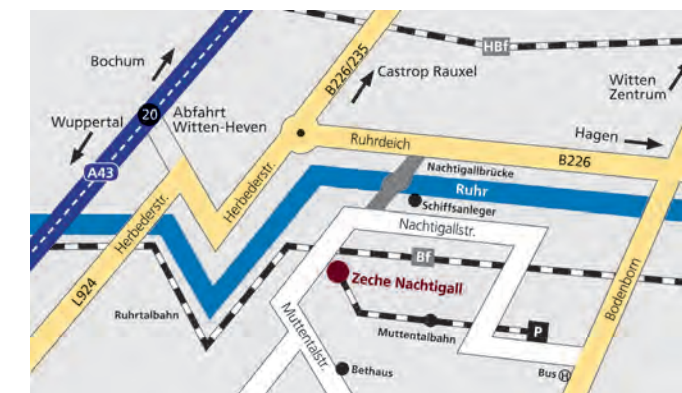 HBf
Bochum
B226/235
Castrop Rauxel
Witten
Zentrum
20
Abfahrt
Witten-Heven
Wuppertal
Hagen
Ruhrdeich
B226
A43
Nachtigallbrücke
Ruhr
Herbederstr.
Herbederstr.
Schiffsanleger
Nachtigallstr.
Bf
Zeche Nachtigall
L924
Bodenborn
Ruhrtalbahn
Muttentalstr.
Muttentalbahn
P
Bethaus
Bus H